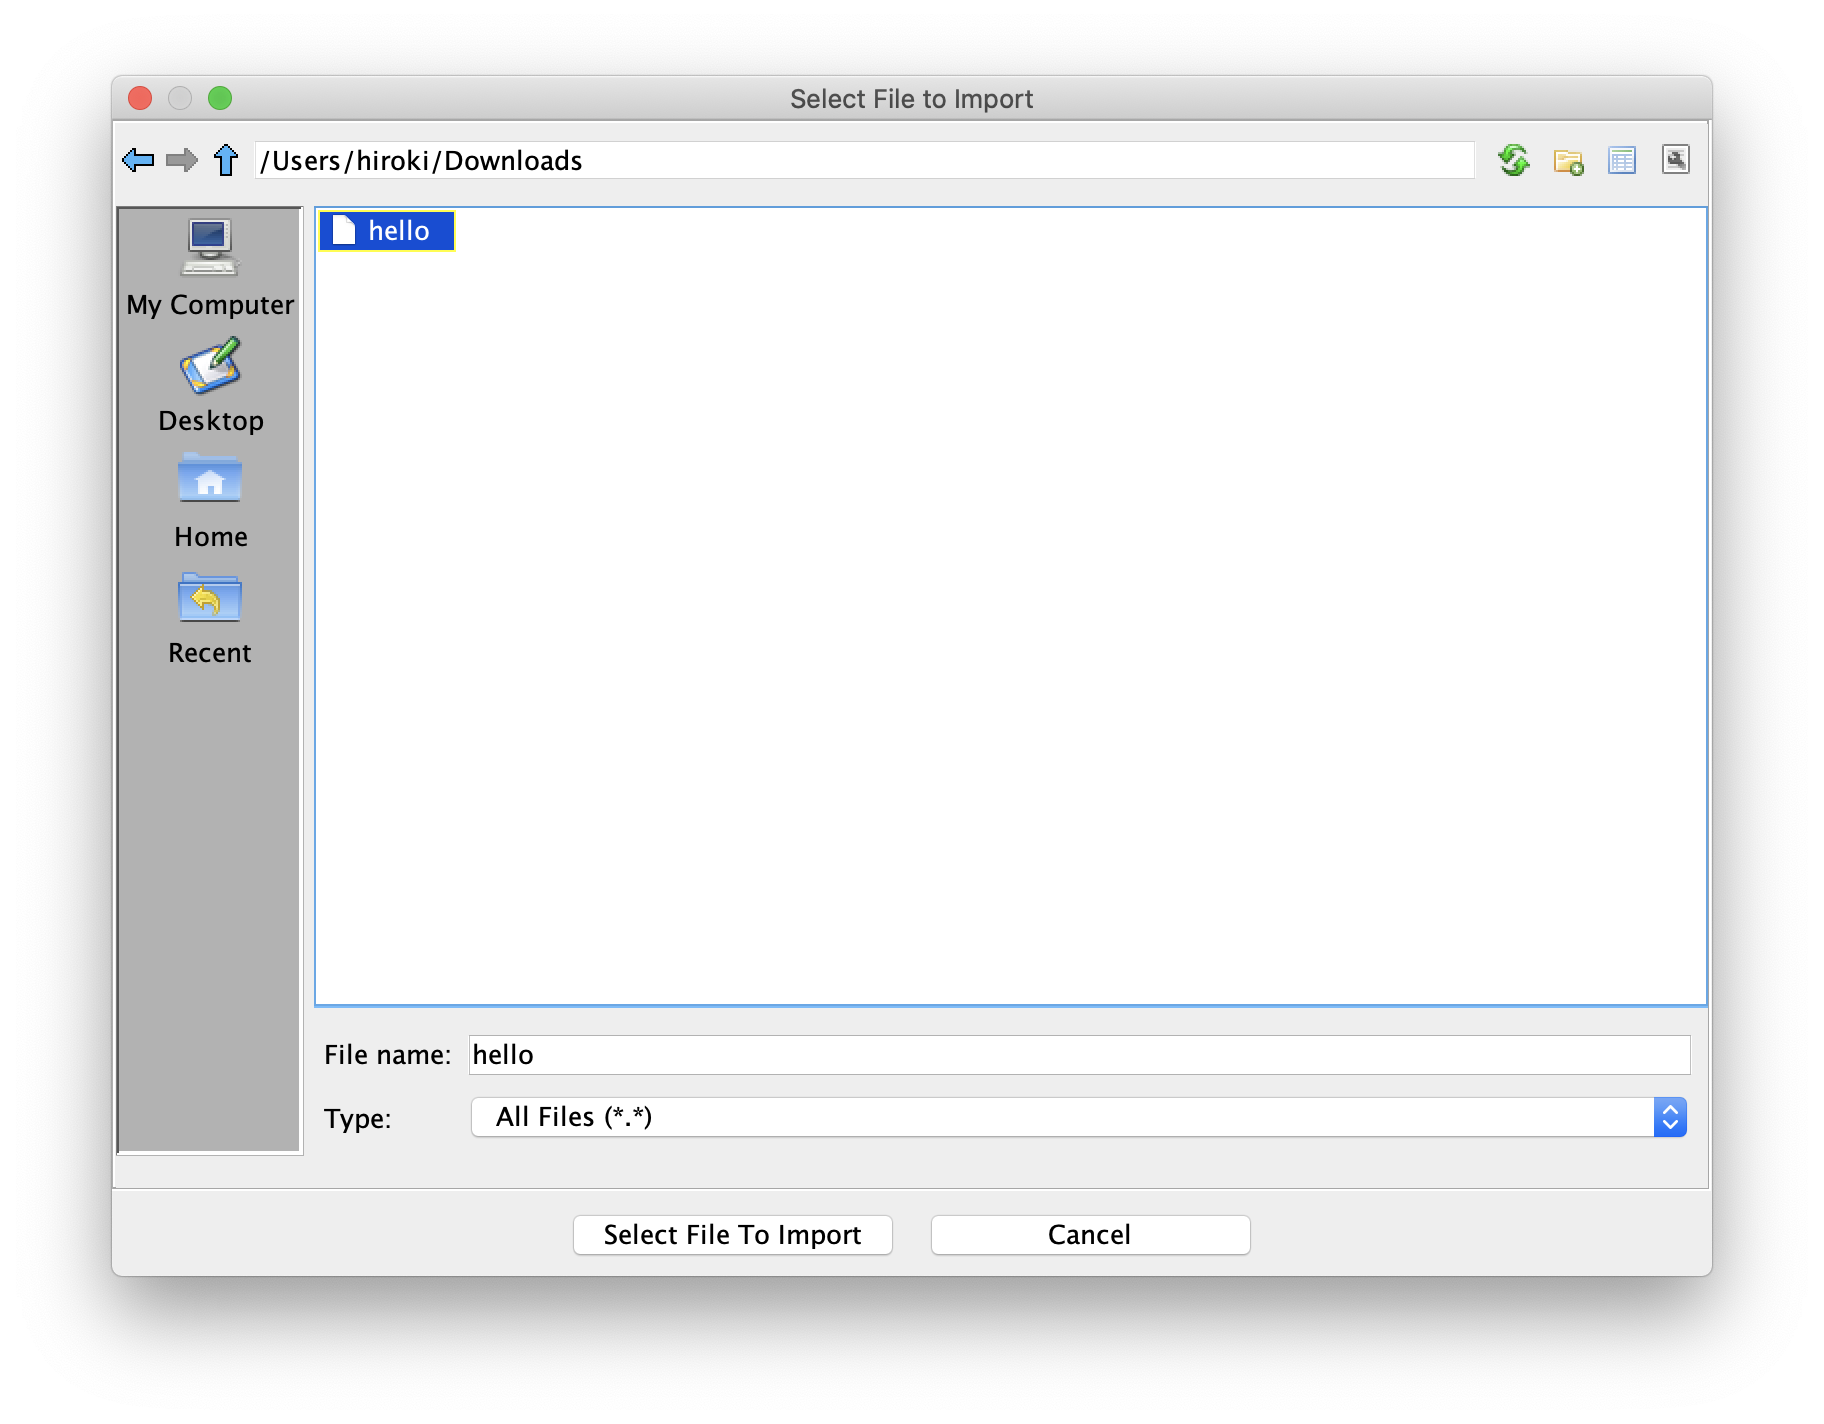 Select File to Import
/Users/hiroki/Downloads
My Computer
Desktop
Home
Recent
hello
File name: hello
Type: All Files (*.*)
Select File To Import Cancel